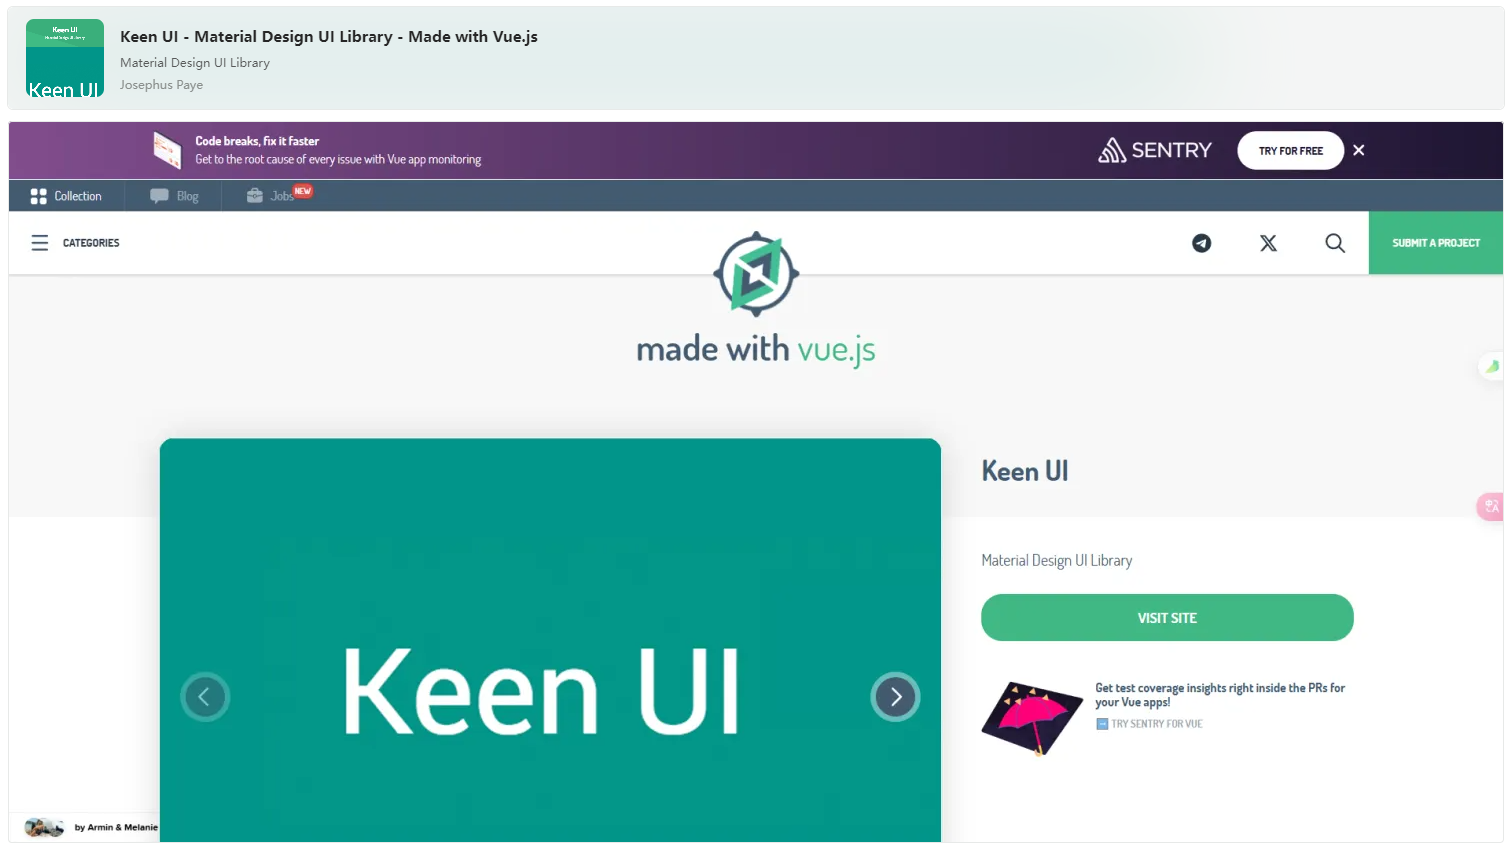 Keen UI
Keen UI
Keen UI - Material Design UI Library - Made with Vue.js
Material Design UI Library
Josephus Paye
Code breaks, fix it faster
Get to the root cause of every issue with Vue app monitoring
SENTRY
TRY FOR FREE
Collection
Blog
Jobs
NEW
CATEGORIES
SUBMIT A PROJECT
made with vue.js
Keen UI
Keen UI
Material Design UI Library
VISIT SITE
Get test coverage insights right inside the PRs for
your Vue apps!
TRY SENTRY FOR VUE
by Armin & Melanie